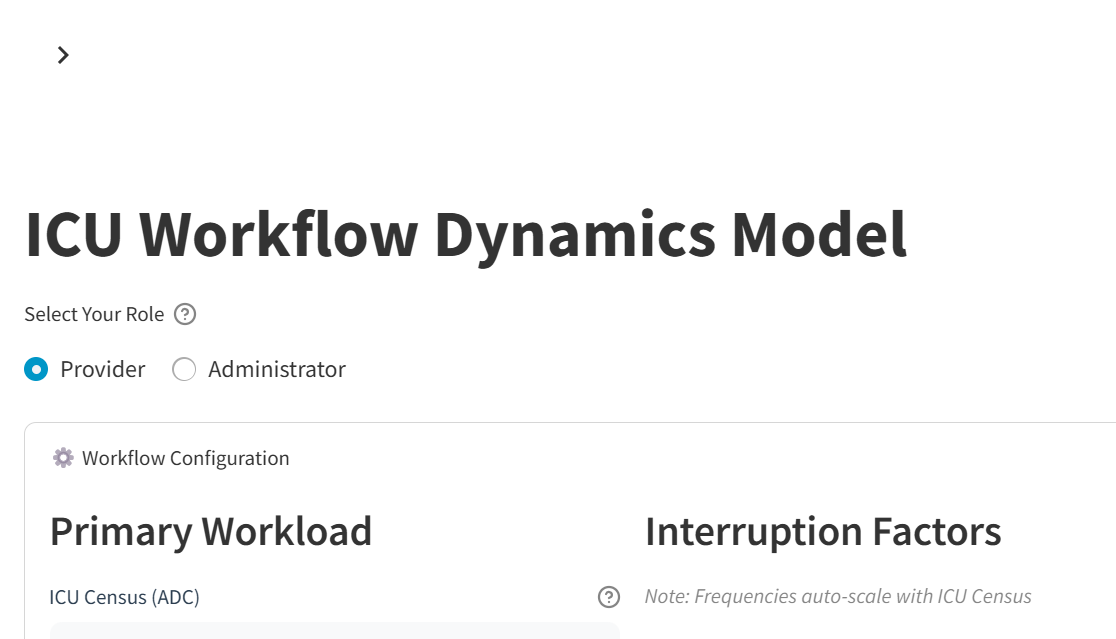 ICU Workflow Dynamics Model
Select Your Role
Provider Administrator
Workflow Configuration
Primary Workload
Interruption Factors
ICU Census (ADC)
Note: Frequencies auto-scale with ICU Census